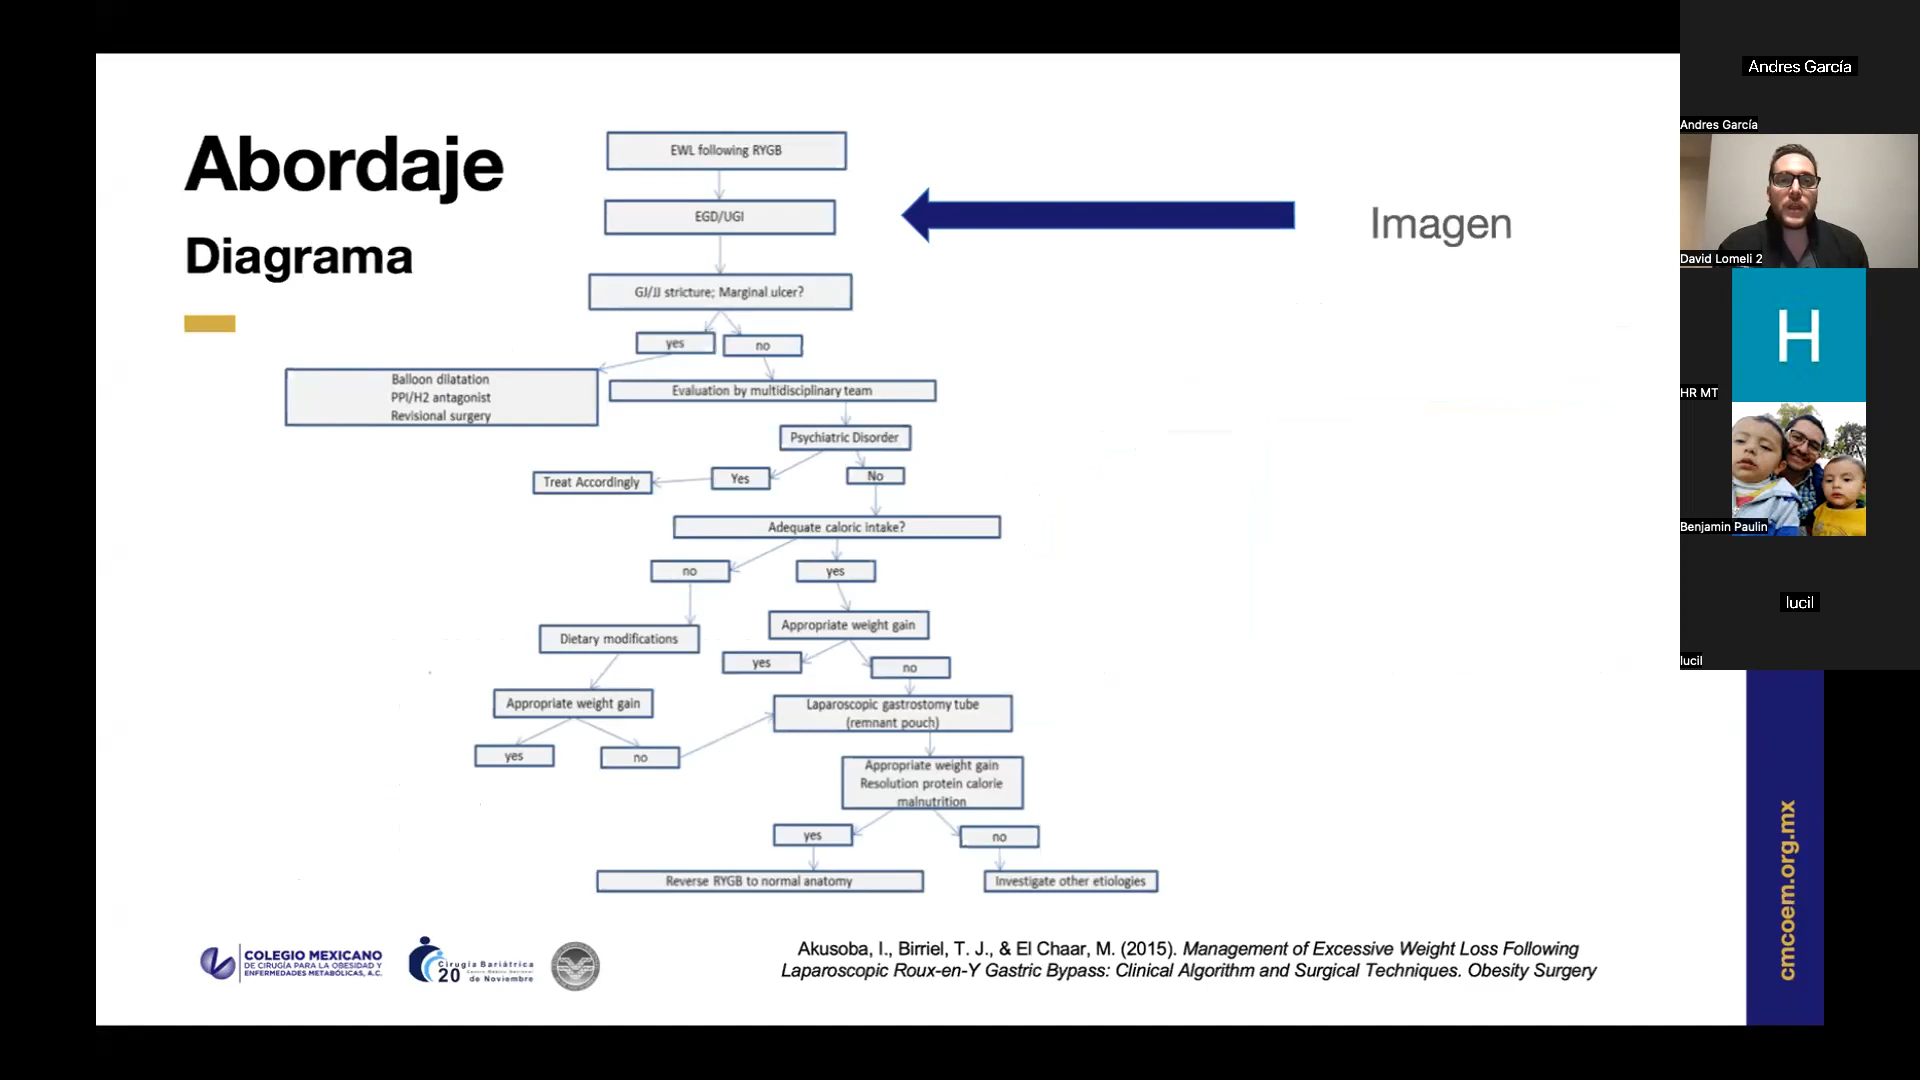 Abordaje
Diagrama
EWL following RYGB
EGD/UGI
Imagen
GJ/JJ stricture; Marginal ulcer?
yes
no
Balloon dilatation
PPI/H2 antagonist
Revisional surgery
Evaluation by multidisciplinary team
Psychiatric Disorder
Treat Accordingly
Yes
No
Adequate caloric intake?
no
yes
Dietary modifications
Appropriate weight gain
yes
no
Appropriate weight gain
yes
no
Laparoscopic gastrostomy tube
(remnant pouch)
Appropriate weight gain
Resolution protein calorie
malnutrition
yes
no
Reverse RYGB to normal anatomy
Investigate other etiologies
COLEGIO MEXICANO
DE CIRUGÍA PARA LA OBESIDAD Y
ENFERMEDADES METABÓLICAS, A.C.
Cirugía Bariátrica
Centro Médico Nacional
20 de Noviembre
Akusoba, I., Birriel, T. J., & El Chaar, M. (2015). Management of Excessive Weight Loss Following
Laparoscopic Roux-en-Y Gastric Bypass: Clinical Algorithm and Surgical Techniques. Obesity Surgery
cmcoem.org.mx
Andres García
Andres García
David Lomeli 2
H
HR MT
Benjamin Paulin
lucil
lucil